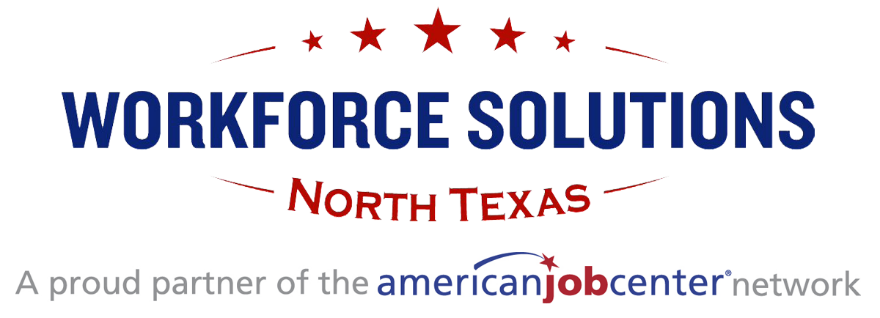 WORKFORCE SOLUTIONS
NORTH TEXAS
A proud partner of the americanjobcenter® network